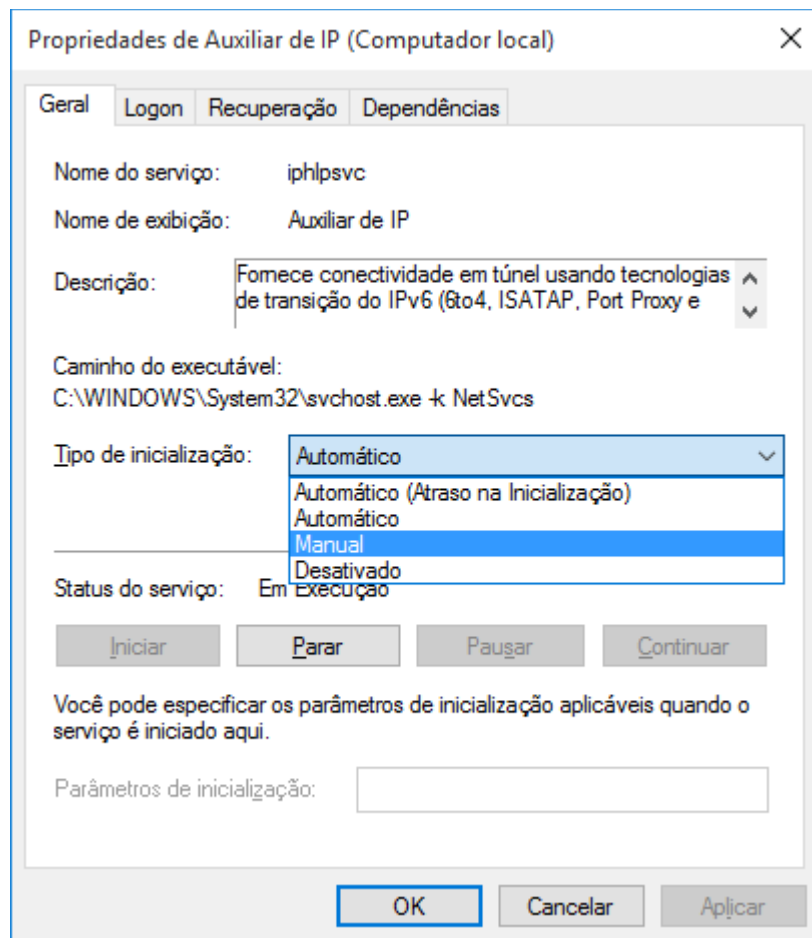 Propriedades de Auxiliar de IP (Computador local)
Geral Logon Recuperação Dependências
Nome do serviço: iphlpsvc
Nome de exibição: Auxiliar de IP
Descrição: Fornece conectividade em túnel usando tecnologias
de transição do IPv6 (6to4, ISATAP, Port Proxy e
Caminho do executável:
C:\WINDOWS\System32\svchost.exe -k NetSvcs
Tipo de inicialização: Automático
Automático (Atraso na Inicialização)
Automático
Manual
Desativado
Status do serviço: Em Execução
Iniciar Parar Pausar Continuar
Você pode especificar os parâmetros de inicialização aplicáveis quando o
serviço é iniciado aqui.
Parâmetros de inicialização:
OK Cancelar Aplicar